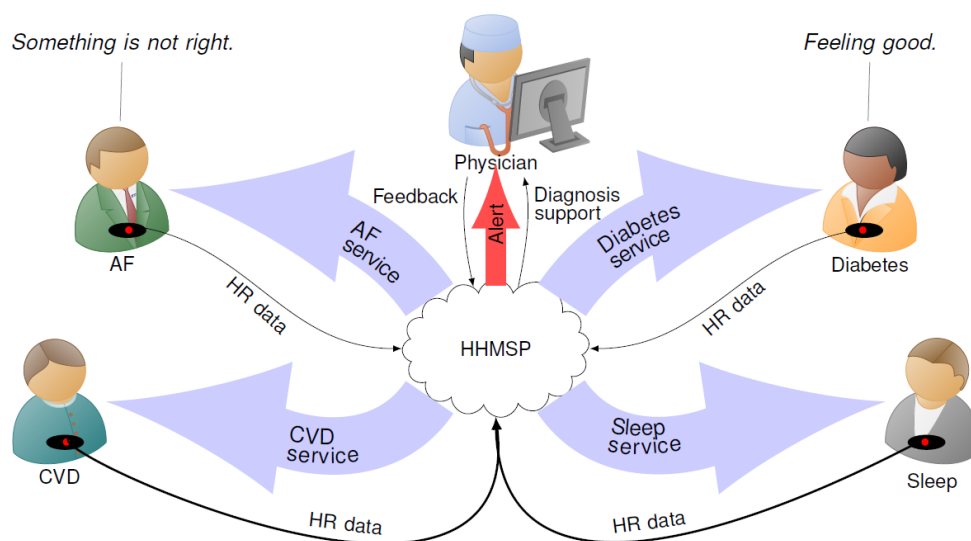 Something is not right.
Feeling good.
Physician
Feedback
Diagnosis
support
Alert
AF
service
Diabetes
service
AF
Diabetes
HR data
HR data
HHMSP
CVD
service
Sleep
service
CVD
Sleep
HR data
HR data